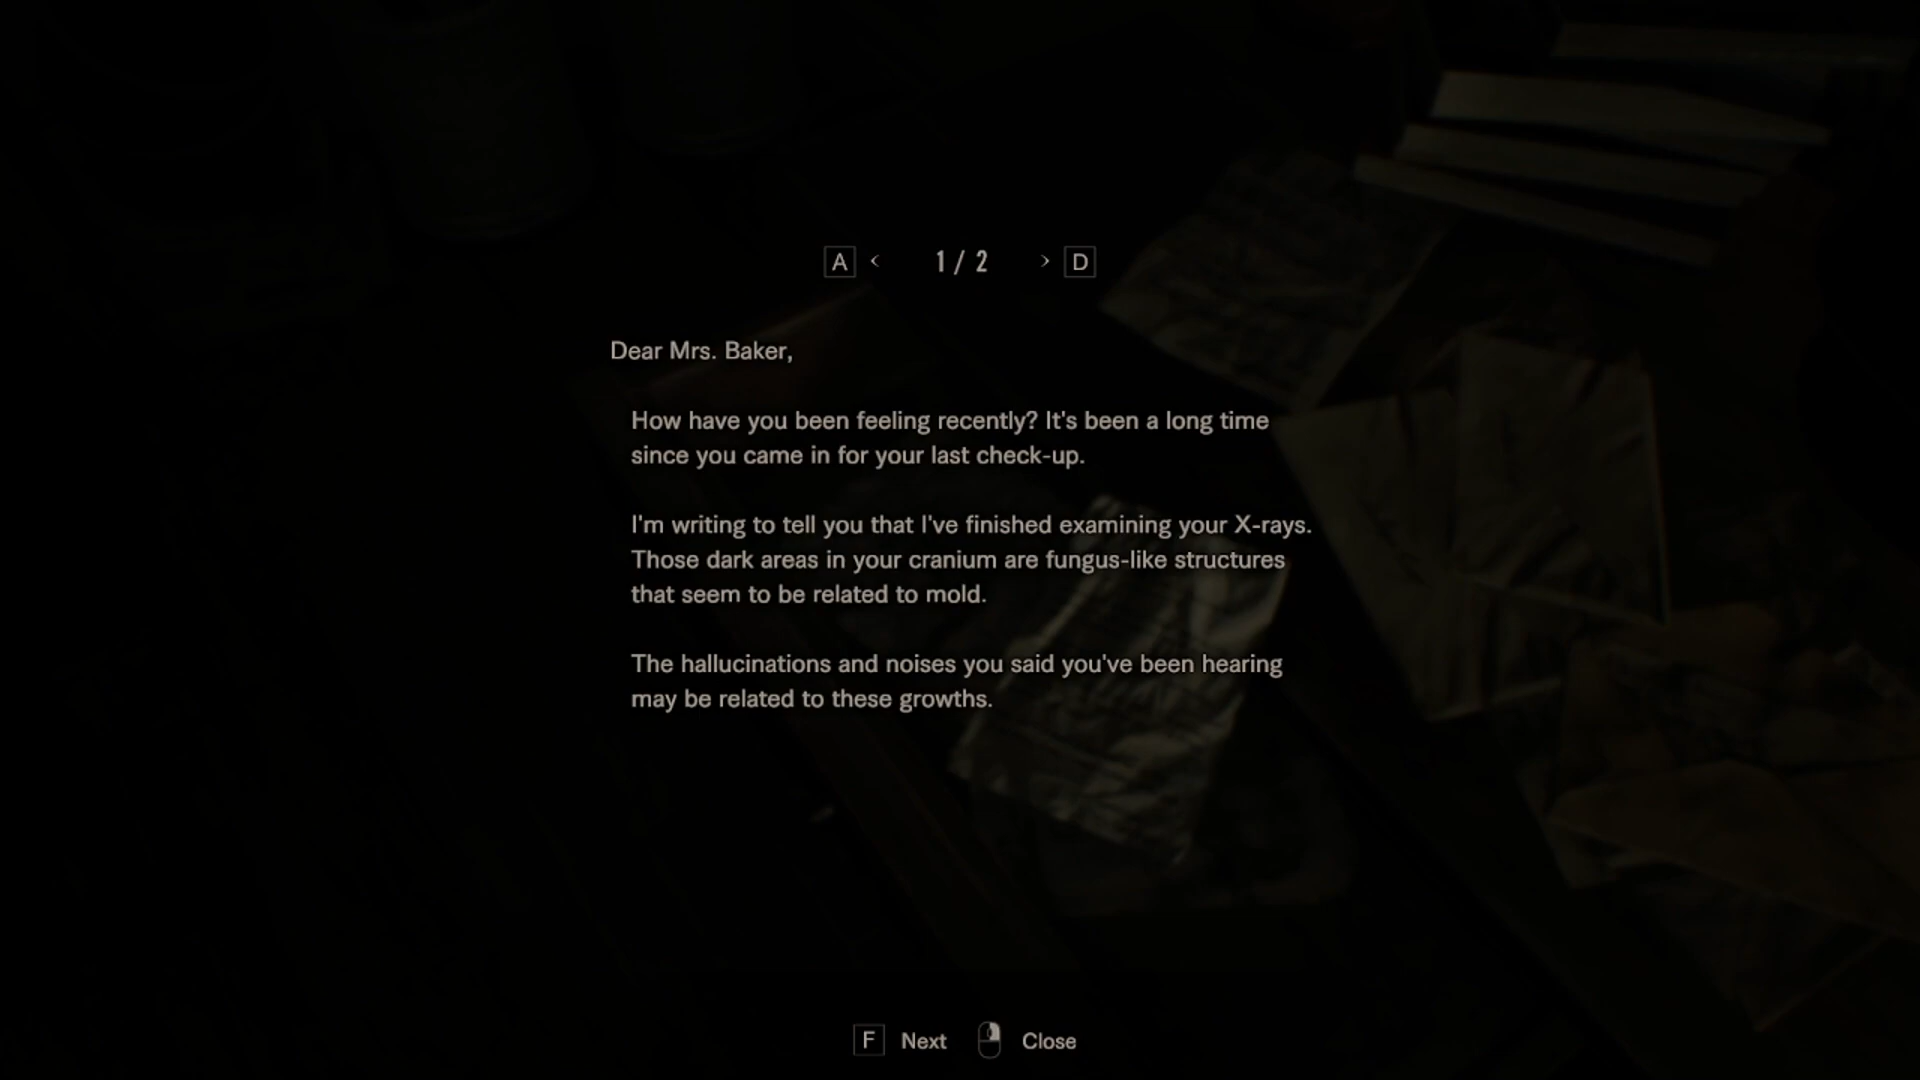 A < 1 / 2 > D
Dear Mrs. Baker,
How have you been feeling recently? It's been a long time
since you came in for your last check-up.
I'm writing to tell you that I've finished examining your X-rays.
Those dark areas in your cranium are fungus-like structures
that seem to be related to mold.
The hallucinations and noises you said you've been hearing
may be related to these growths.
F Next Close